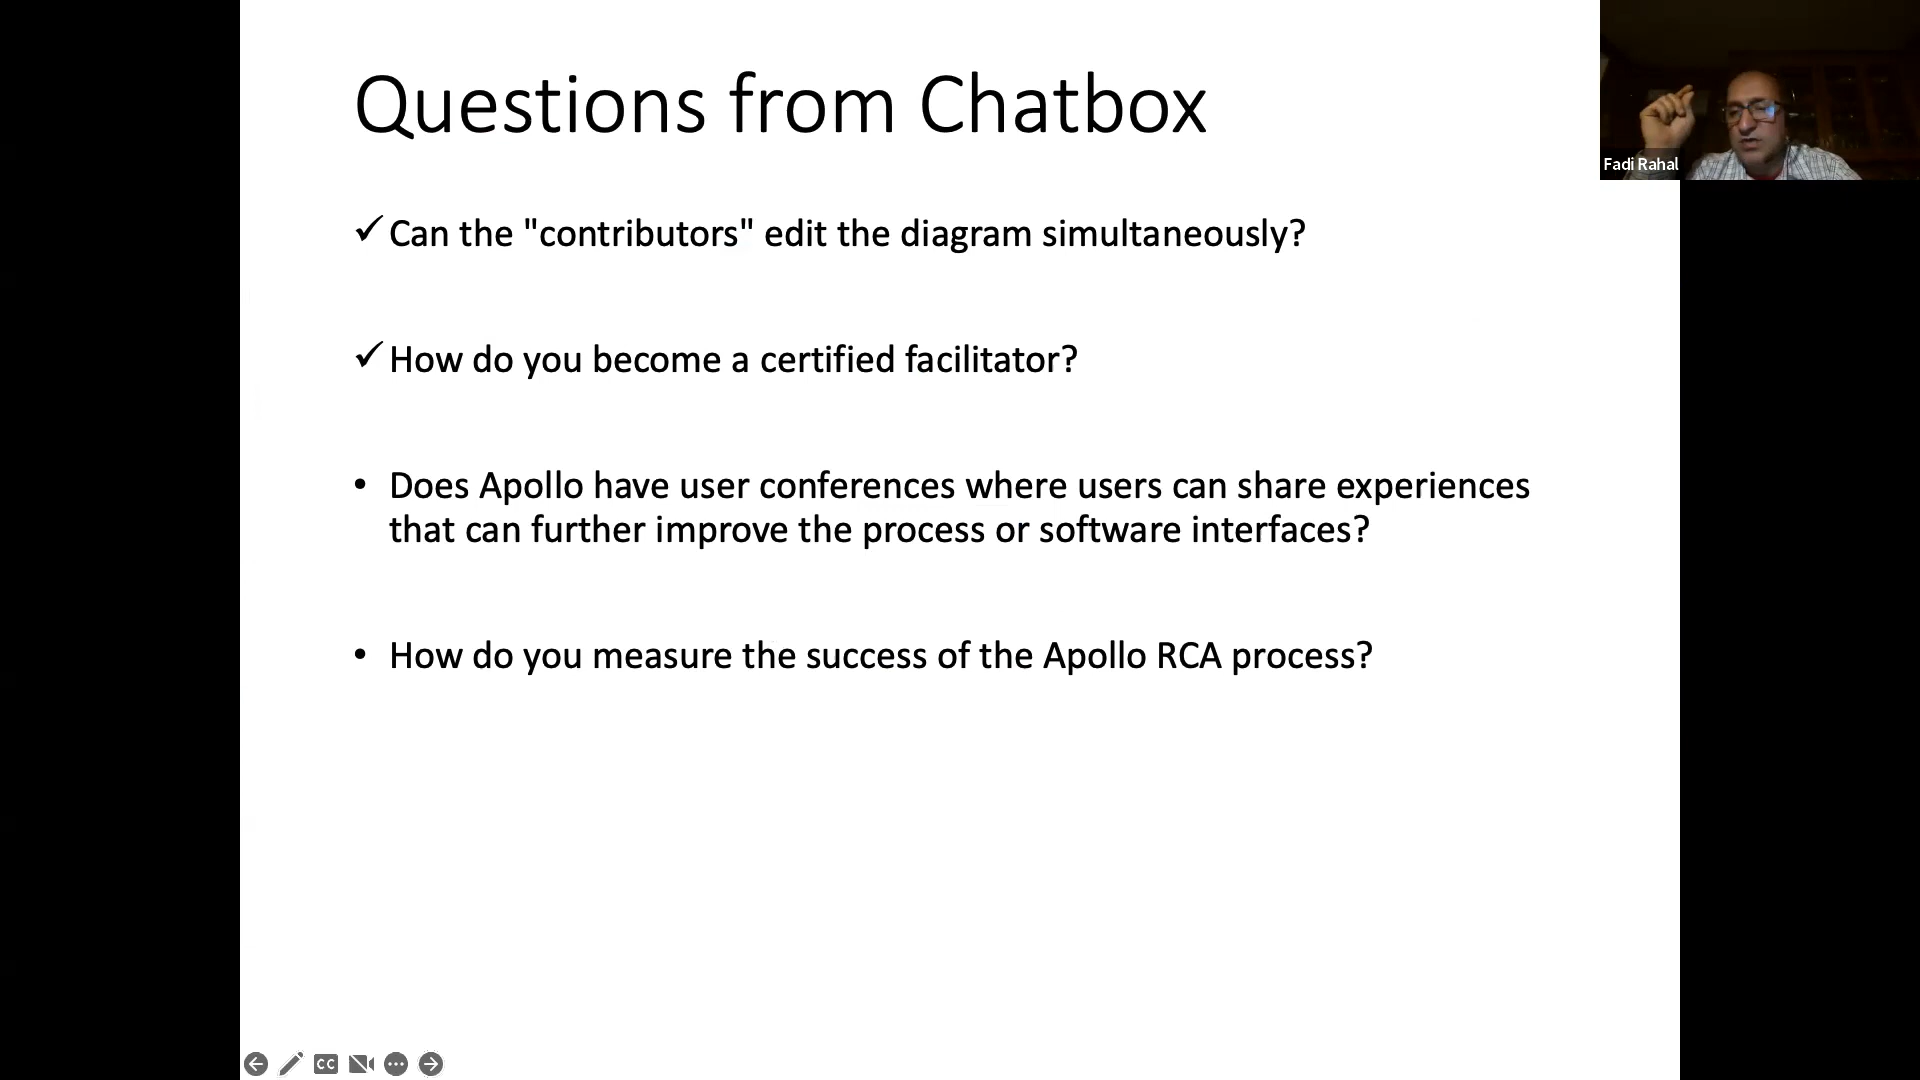 Questions from Chatbox
Fadi Rahal
✓ Can the "contributors" edit the diagram simultaneously?
✓ How do you become a certified facilitator?
• Does Apollo have user conferences where users can share experiences
that can further improve the process or software interfaces?
• How do you measure the success of the Apollo RCA process?
CC